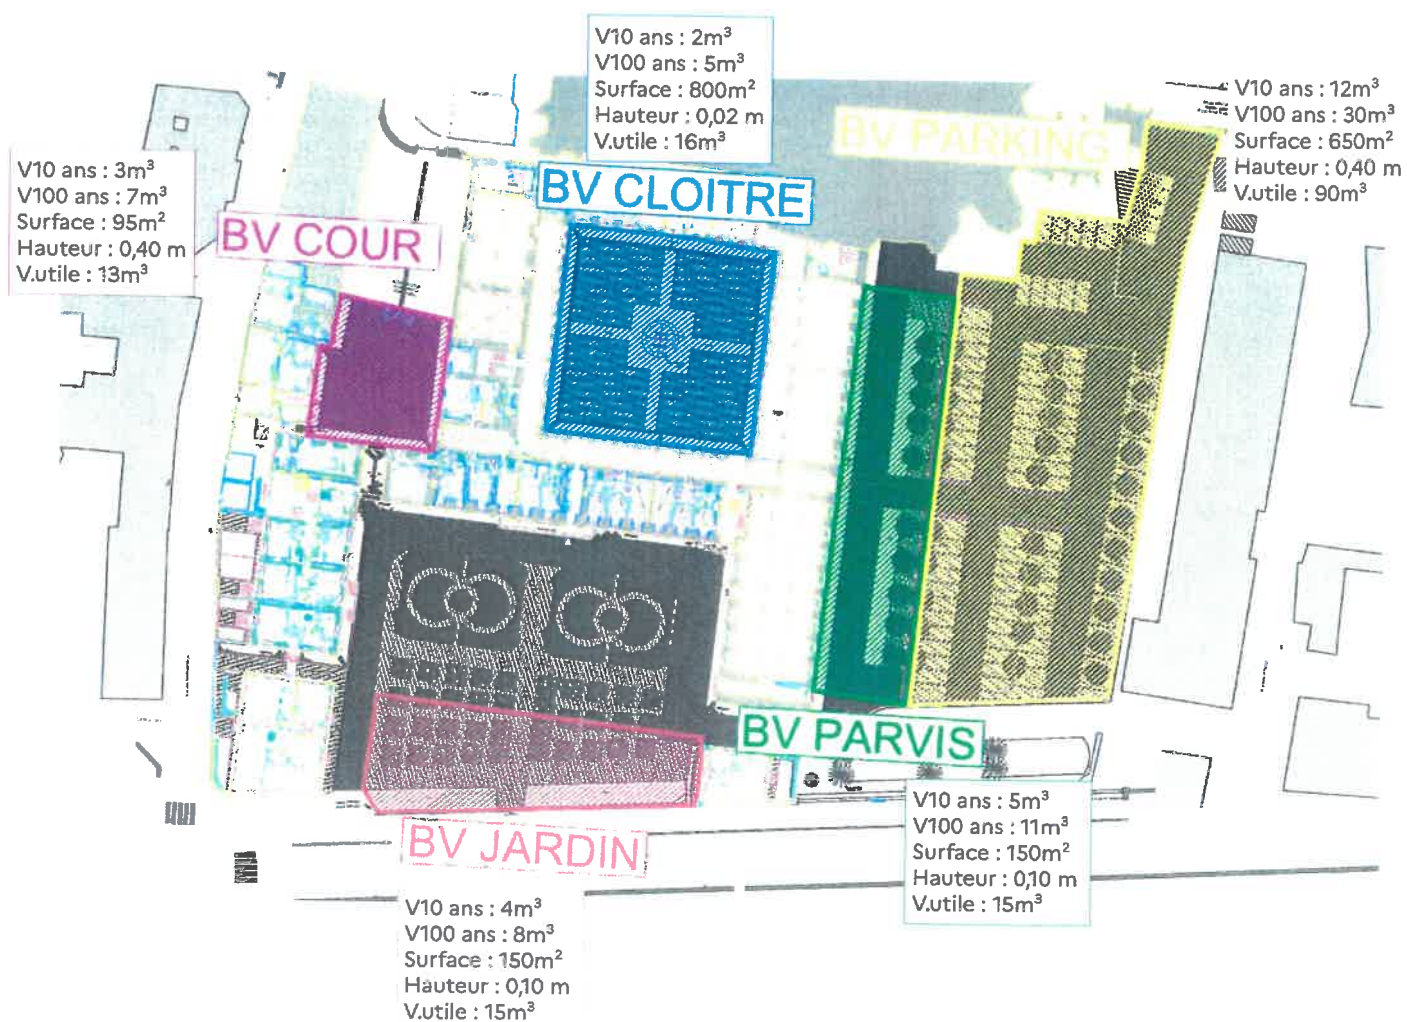 V10 ans : 2m³
V100 ans : 5m³
Surface : 800m²
Hauteur : 0,02 m
V.utile : 16m³
BV PARKING
V10 ans : 12m³
V100 ans : 30m³
Surface : 650m²
Hauteur : 0,40 m
V.utile : 90m³
V10 ans : 3m³
V100 ans : 7m³
Surface : 95m²
Hauteur : 0,40 m
V.utile : 13m³
BV CLOITRE
BV COUR
BV PARVIS
V10 ans : 5m³
V100 ans : 11m³
Surface : 150m²
Hauteur : 0,10 m
V.utile : 15m³
BV JARDIN
V10 ans : 4m³
V100 ans : 8m³
Surface : 150m²
Hauteur : 0,10 m
V.utile : 15m³